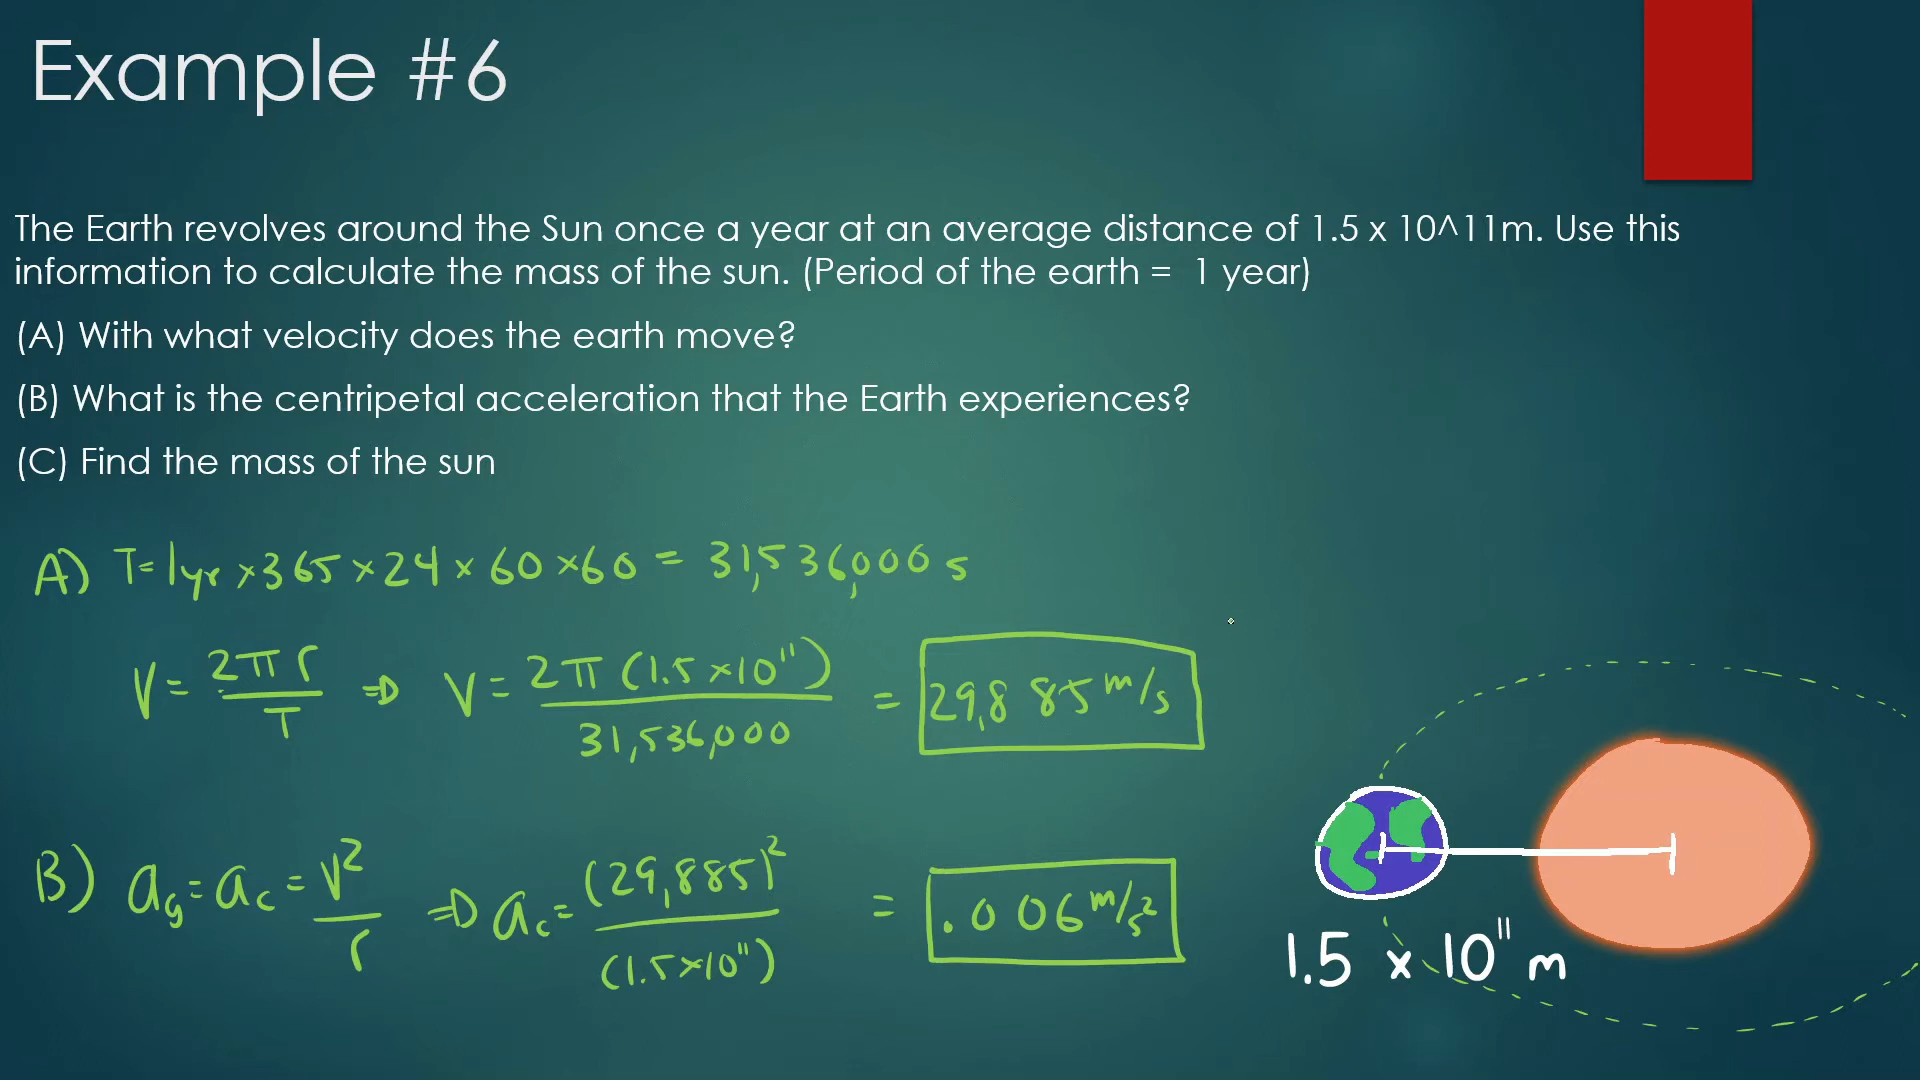 Example #6
The Earth revolves around the Sun once a year at an average distance of 1.5 x 10^11m. Use this
information to calculate the mass of the sun. (Period of the earth = 1 year)
(A) With what velocity does the earth move?
(B) What is the centripetal acceleration that the Earth experiences?
(C) Find the mass of the sun
A) T = 1yr × 365 × 24 × 60 × 60 = 31,536,000 s
V = 2π r / T ⇒ V = 2π (1.5 × 10¹¹) / 31,536,000 = 29,885 m/s
B) ag = ac = v² / r ⇒ ac = (29,885)² / (1.5 × 10¹¹) = .006 m/s²
1.5 x 10¹¹ m